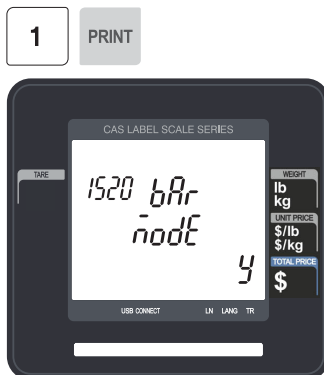 1 PRINT
CAS LABEL SCALE SERIES
TARE
1520 bAr
nodE
y
WEIGHT
lb
kg
UNIT PRICE
$/lb
$/kg
TOTAL PRICE
$
USB CONNECT LN LANG TR